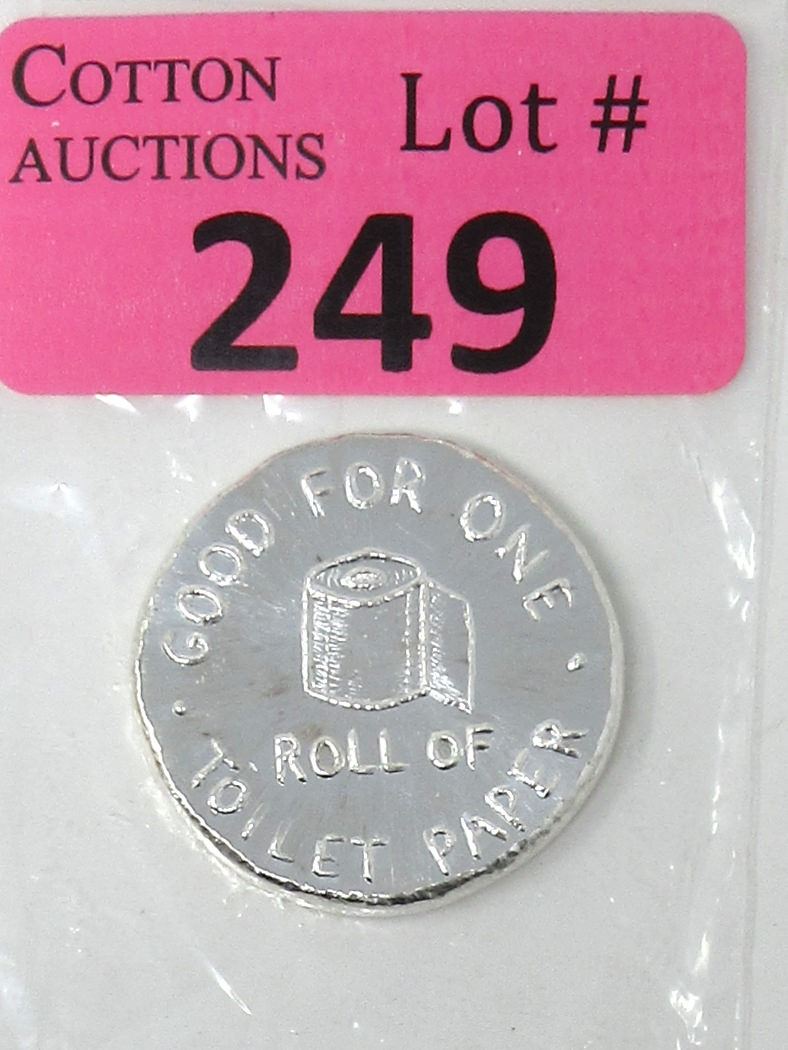 COTTON
AUCTIONS
Lot #
249
· GOOD FOR ONE ·
ROLL OF
TOILET PAPER